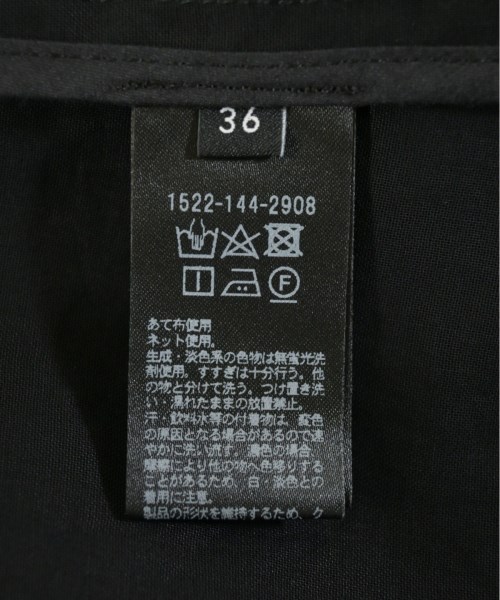 36
1522-144-2908
F
あて布使用
ネット使用。
生成・淡色系の色物は無蛍光洗
剤使用。すすぎは十分行う。他
の物と分けて洗う。つけ置き洗
い・濡れたままの放置禁止。
汗・飲料水等の付着物は、変色
の原因となる場合があるので速
やかに洗い流す。濃色の場合、
摩擦により他の物へ色移りする
ことがある為、白・淡色との
着用に注意。
製品の形状を維持するため、ク